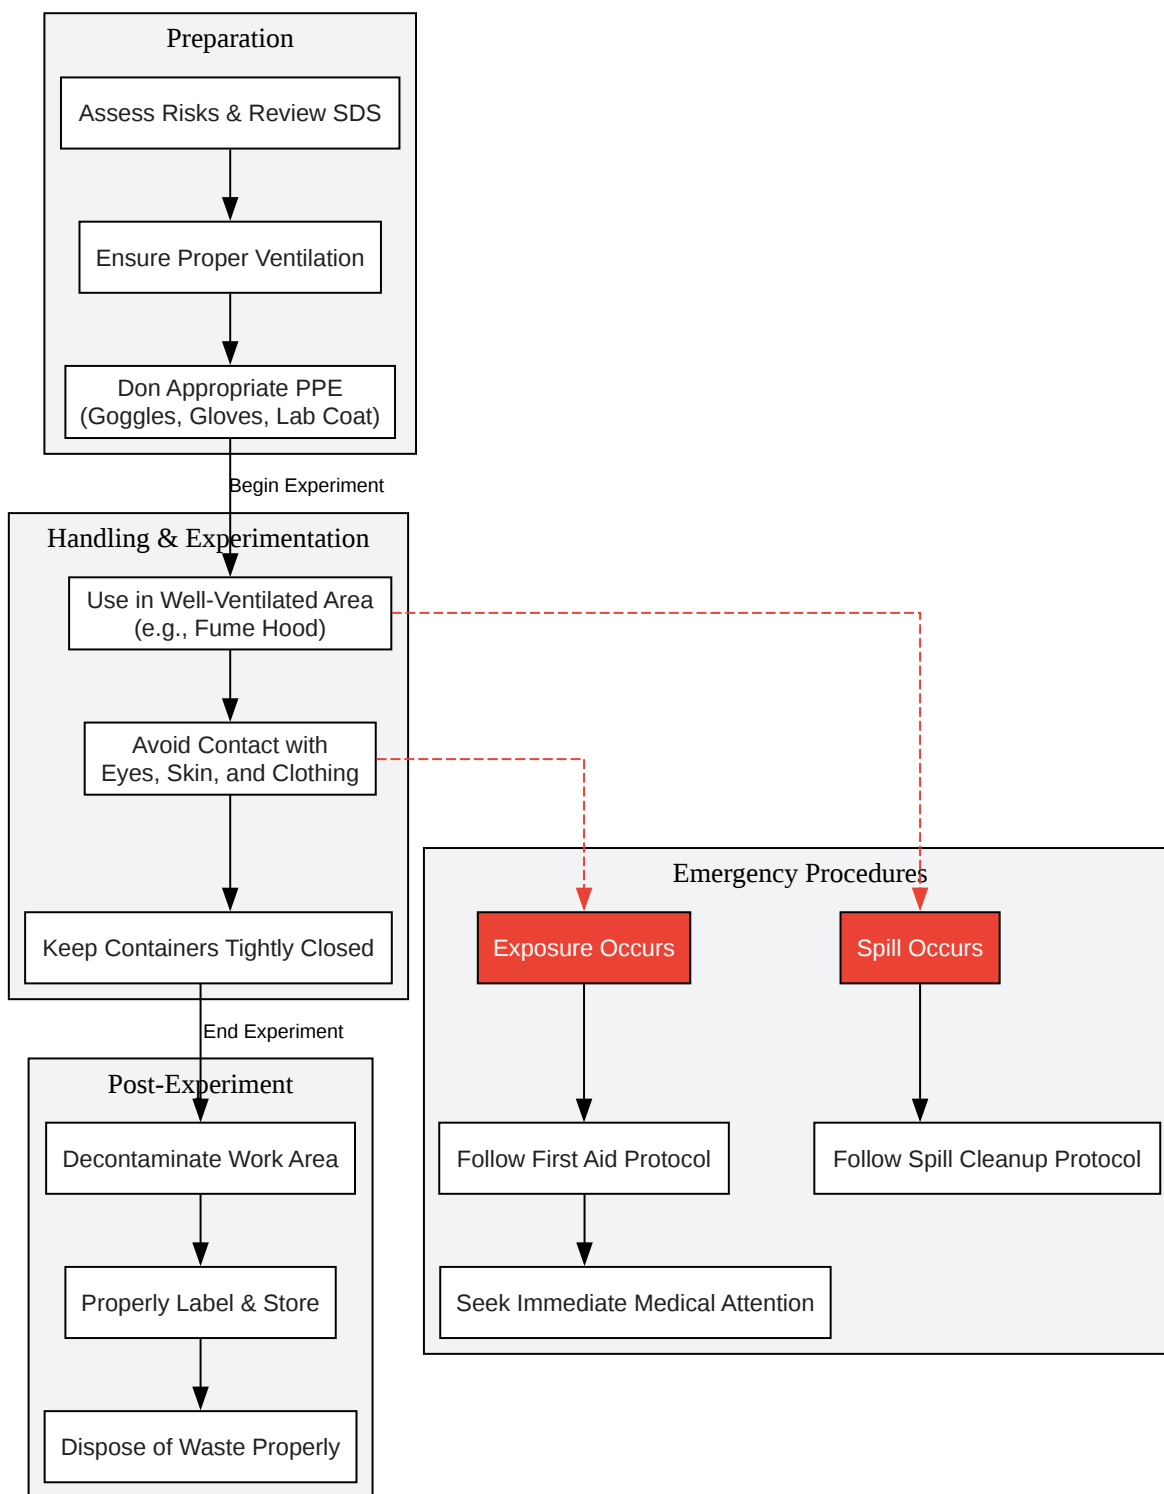 Preparation
Assess Risks & Review SDS
Ensure Proper Ventilation
Don Appropriate PPE
(Goggles, Gloves, Lab Coat)
Begin Experiment
Handling & Experimentation
Use in Well-Ventilated Area
(e.g., Fume Hood)
Avoid Contact with
Eyes, Skin, and Clothing
Keep Containers Tightly Closed
End Experiment
Post-Experiment
Decontaminate Work Area
Properly Label & Store
Dispose of Waste Properly
Emergency Procedures
Exposure Occurs
Follow First Aid Protocol
Seek Immediate Medical Attention
Spill Occurs
Follow Spill Cleanup Protocol